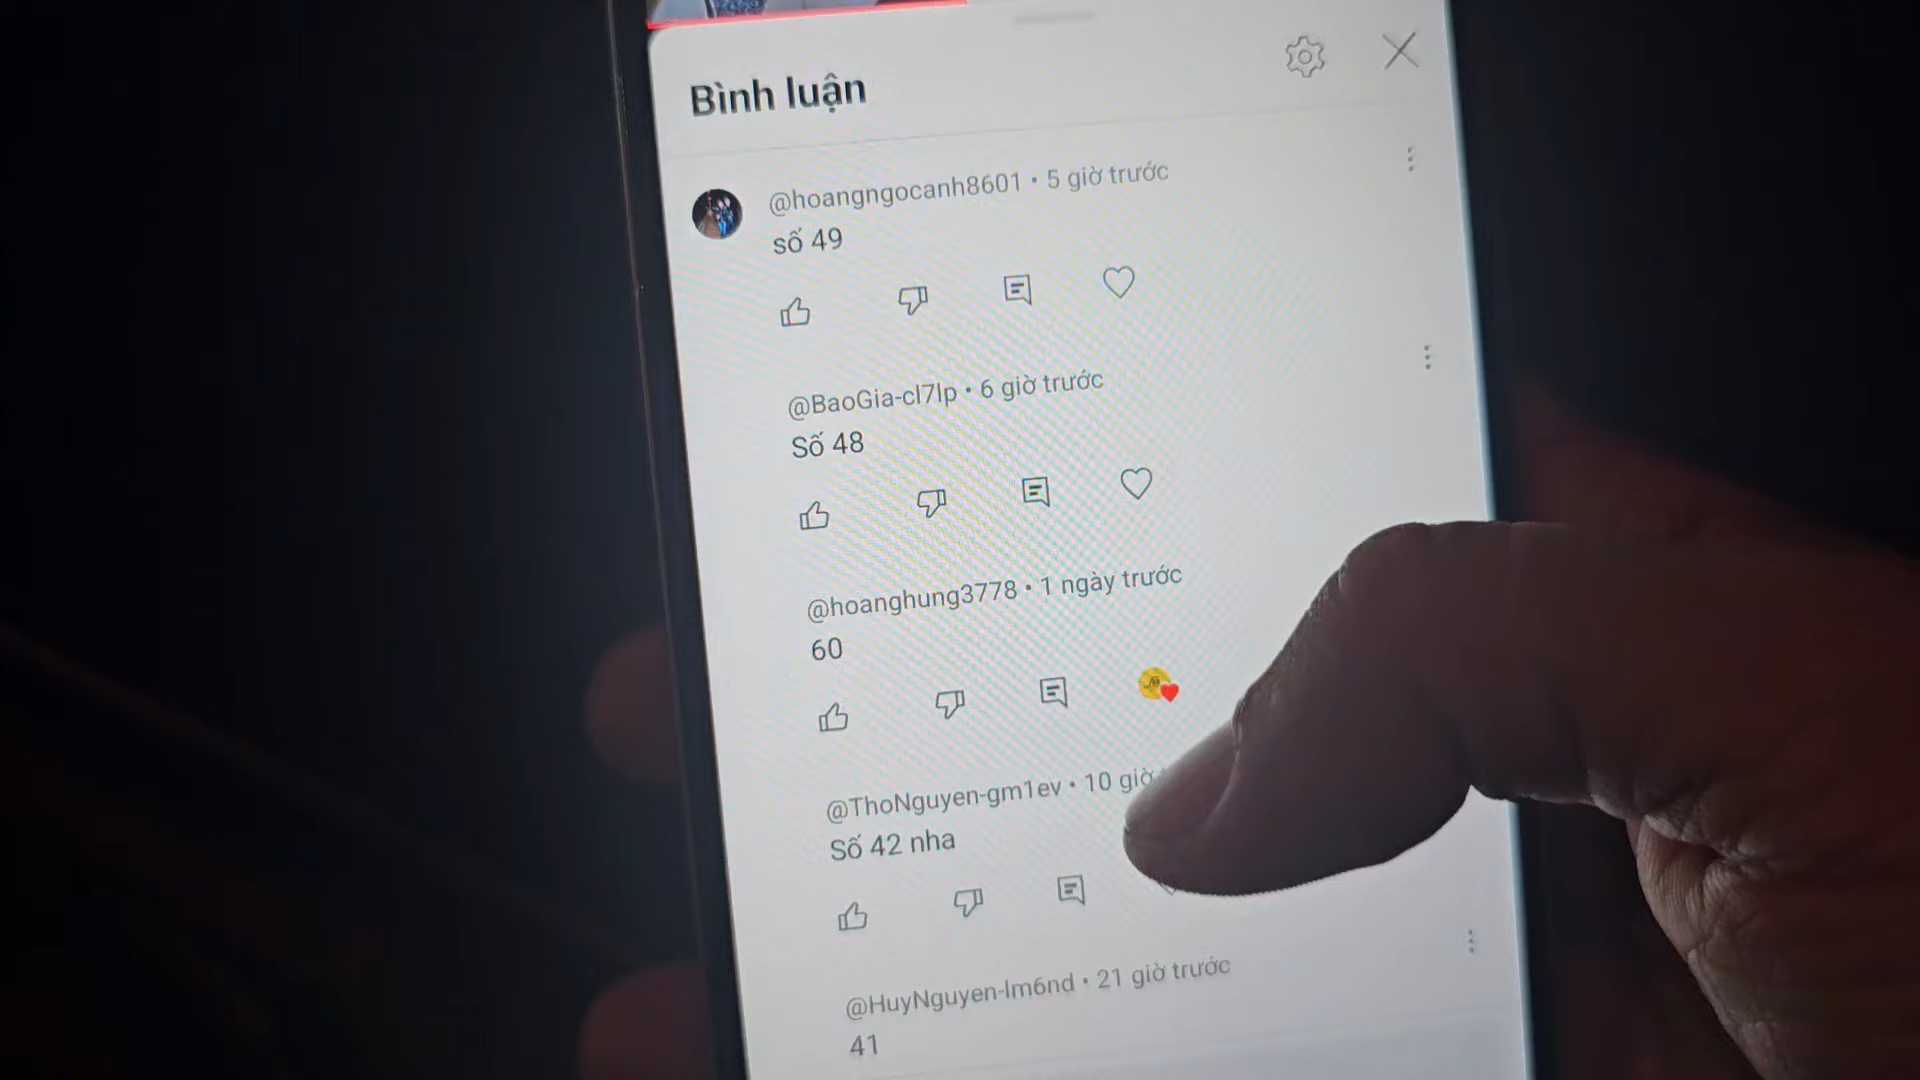 Bình luận
@hoangngocanh8601 • 5 giờ trước
số 49
@BaoGia-cl7lp • 6 giờ trước
Số 48
@hoanghung3778 • 1 ngày trước
60
@ThoNguyen-gm1ev • 10 giờ
Số 42 nha
@HuyNguyen-lm6nd • 21 giờ trước
41